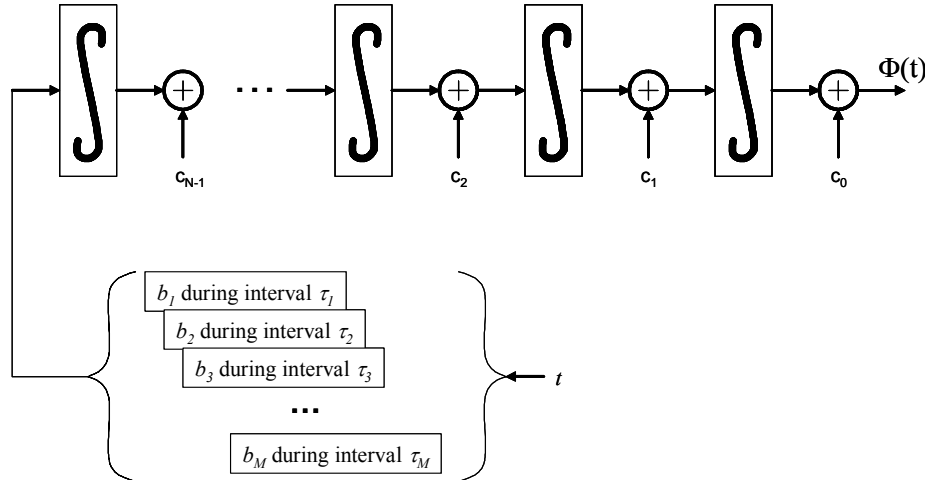 Φ(t)
∫ + ... ∫ + ∫ + ∫ +
c_{N-1} c_2 c_1 c_0
b_1 during interval τ_1
b_2 during interval τ_2
b_3 during interval τ_3
...
b_M during interval τ_M
t